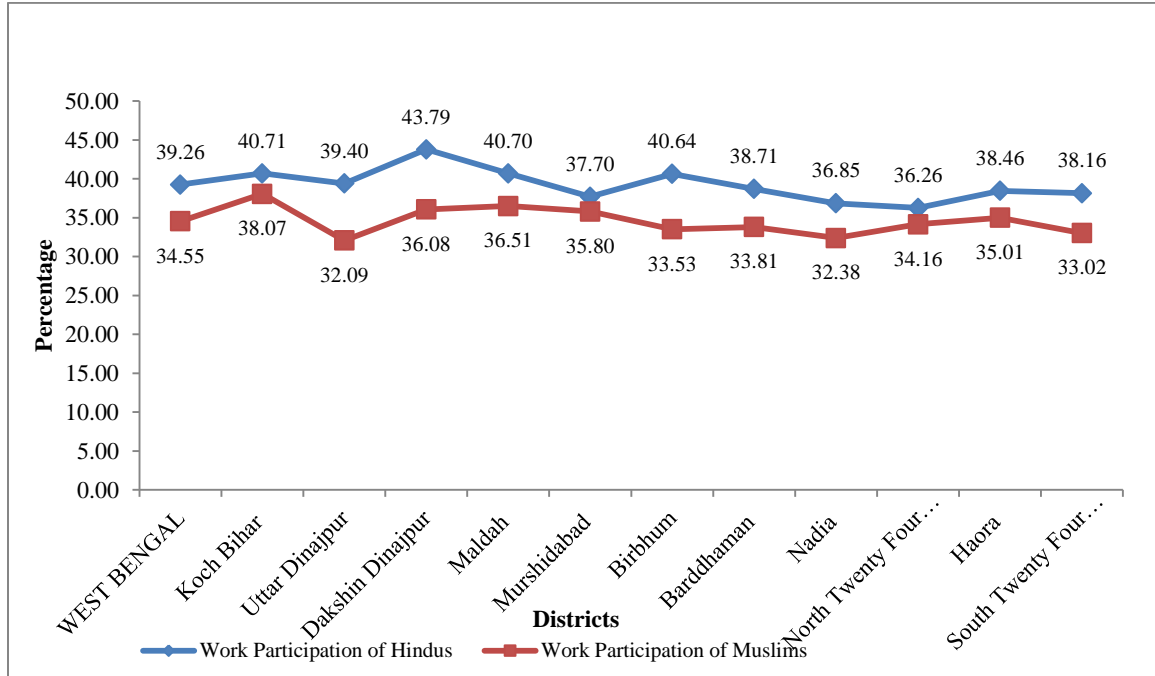 50.00
45.00
40.00
35.00
30.00
25.00
20.00
15.00
10.00
5.00
0.00
Percentage
39.26
40.71
39.40
43.79
40.70
37.70
40.64
38.71
36.85
36.26
38.46
38.16
34.55
38.07
32.09
36.08
36.51
35.80
33.53
33.81
32.38
34.16
35.01
33.02
WEST BENGAL
Koch Bihar
Uttar Dinajpur
Dakshin Dinajpur
Maldah
Murshidabad
Birbhum
Barddhaman
Nadia
North Twenty Four…
Haora
South Twenty Four…
Districts
Work Participation of Hindus
Work Participation of Muslims